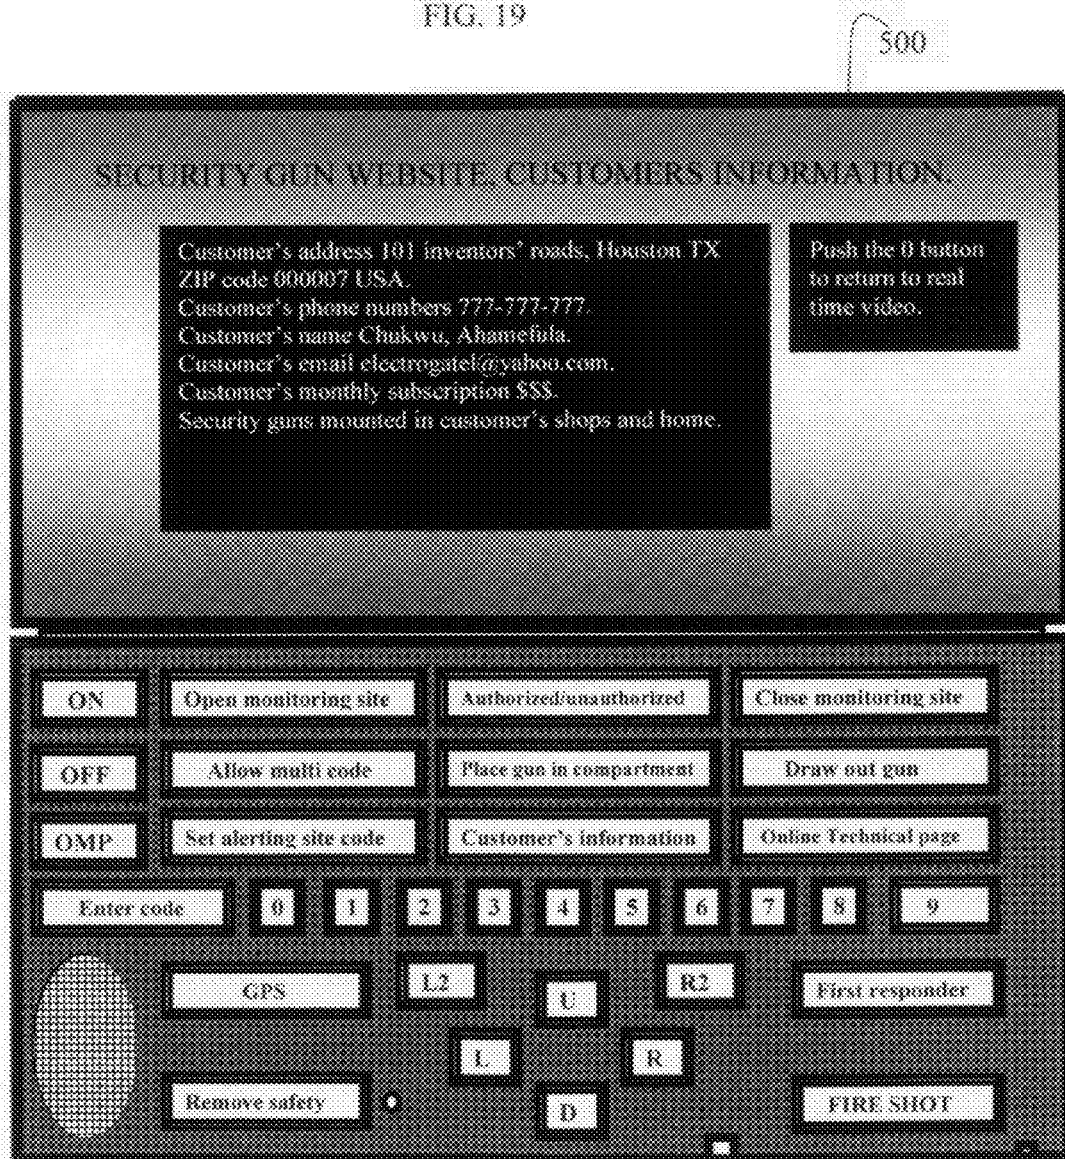 FIG. 19
500
SECURITY GUN WEBSITE. CUSTOMERS INFORMATION.
Customer's address 101 inventors' roads, Houston TX
ZIP code 000007 USA.
Customer's phone numbers 777-777-777.
Customer's name Chukwu, Ahamefula.
Customer's email electrogatel@yahoo.com.
Customer's monthly subscription $$$.
Security guns mounted in customer's shops and home.
Push the 0 button
to return to real
time video.
ON Open monitoring site Authorized/unauthorized Close monitoring site
OFF Allow multi code Place gun in compartment Draw out gun
OMP Set alerting site code Customer's information Online Technical page
Enter code 0 1 2 3 4 5 6 7 8 9
GPS L2 U R2 First responder
L R
Remove safety D FIRE SHOT